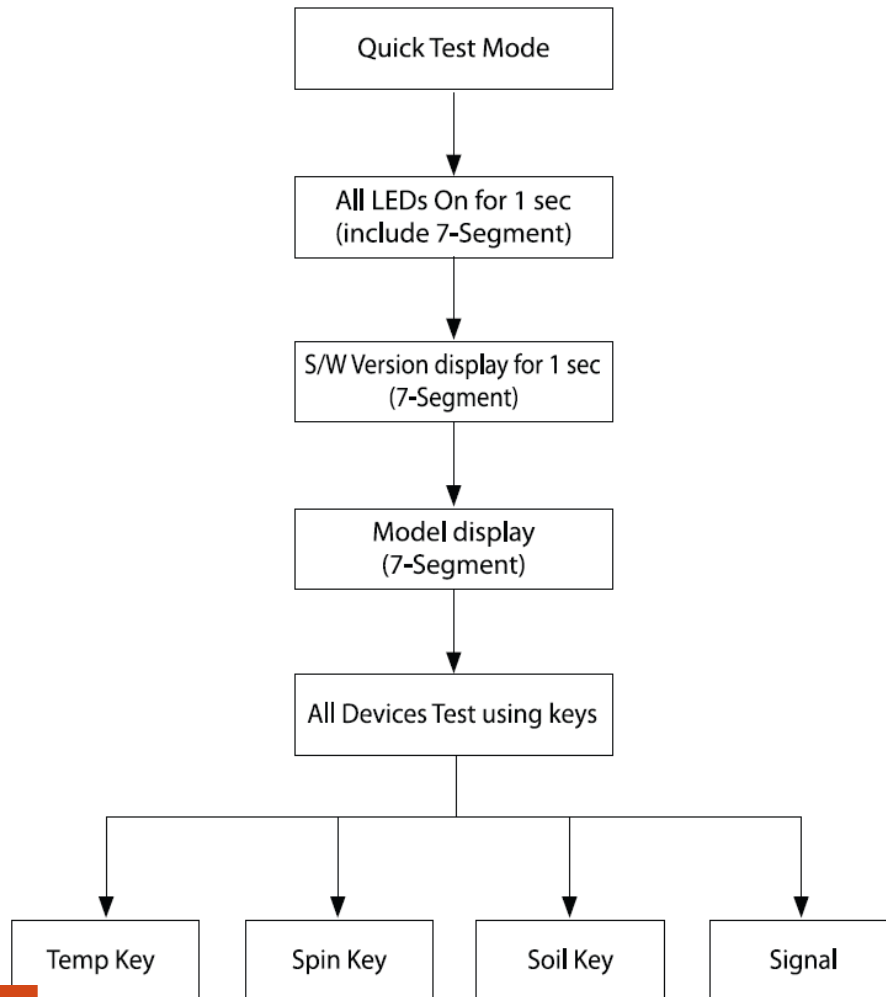 Quick Test Mode
All LEDs On for 1 sec
(include 7-Segment)
S/W Version display for 1 sec
(7-Segment)
Model display
(7-Segment)
All Devices Test using keys
Temp Key
Spin Key
Soil Key
Signal